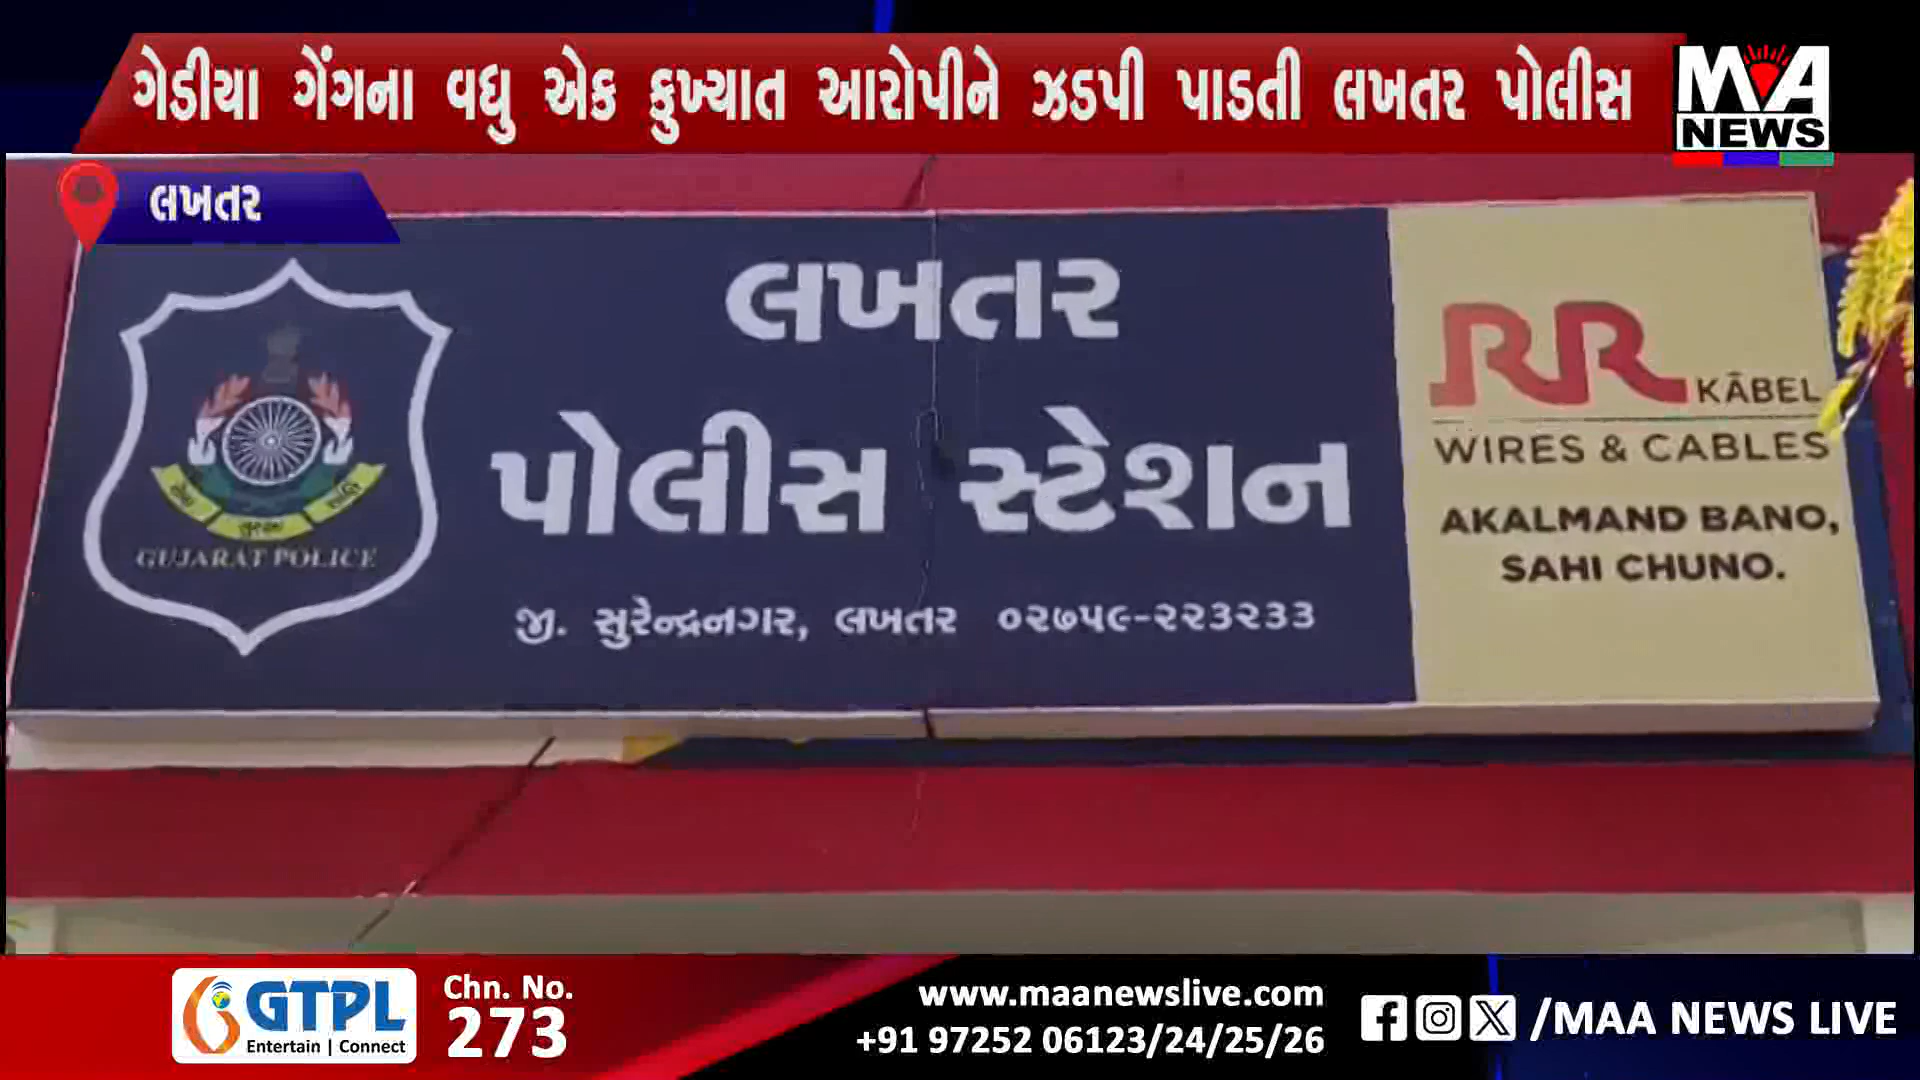 ગેડીયા ગેંગના વધુ એક કુખ્યાત આરોપીને ઝડપી પાડતી લખતર પોલીસ
MAA
NEWS
લખતર
લખતર
પોલીસ સ્ટેશન
જી. સુરેન્દ્રનગર, લખતર ૦૨૭૫૯-૨૨૩૨૩૩
સેવા સુરક્ષા શાંતિ
GUJARAT POLICE
RR KĀBEL
WIRES & CABLES
AKALMAND BANO,
SAHI CHUNO.
GTPL
Entertain | Connect
Chn. No.
273
www.maanewslive.com
+91 97252 06123/24/25/26
/MAA NEWS LIVE